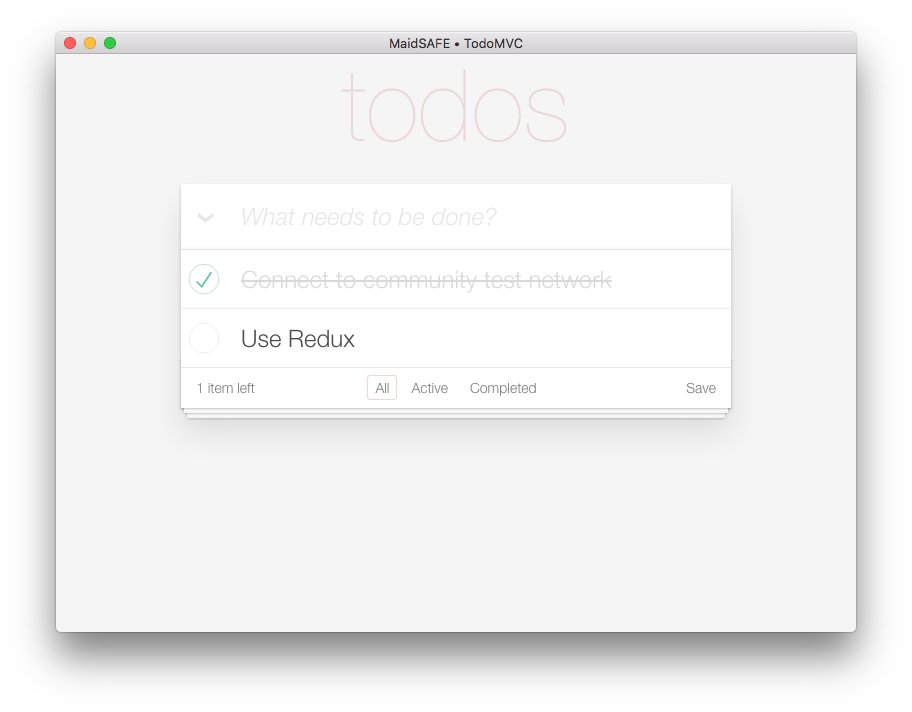 MaidSAFE • TodoMVC
todos
What needs to be done?
Connect to community test network
Use Redux
1 item left All Active Completed Save